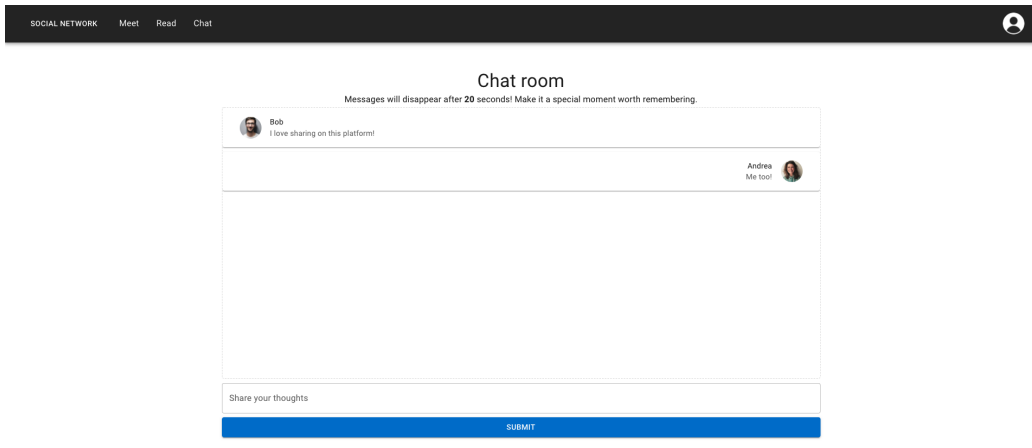 SOCIAL NETWORK Meet Read Chat
Chat room
Messages will disappear after 20 seconds! Make it a special moment worth remembering.
Bob
I love sharing on this platform!
Andrea
Me too!
Share your thoughts
SUBMIT